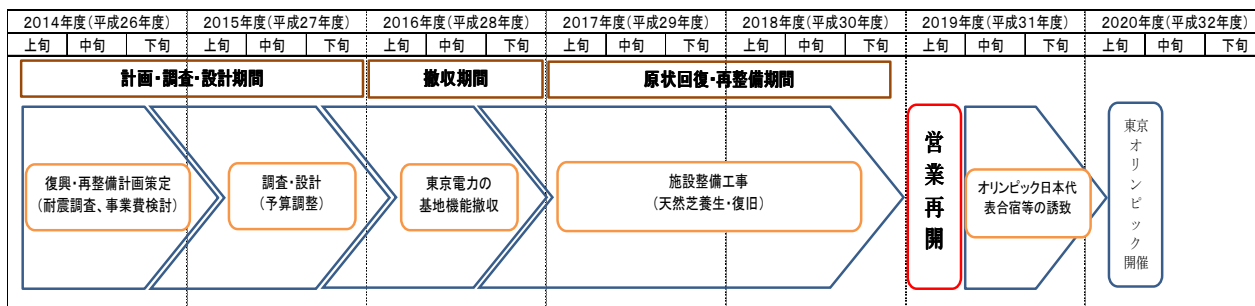 2014年度(平成26年度) 2015年度(平成27年度) 2016年度(平成28年度) 2017年度(平成29年度) 2018年度(平成30年度) 2019年度(平成31年度) 2020年度(平成32年度)
上旬 中旬 下旬 上旬 中旬 下旬 上旬 中旬 下旬 上旬 中旬 下旬 上旬 中旬 下旬 上旬 中旬 下旬 上旬 中旬 下旬
計画・調査・設計期間 撤収期間 原状回復・再整備期間
復興・再整備計画策定
(耐震調査、事業費検討)
調査・設計
(予算調整)
東京電力の
基地機能撤収
施設整備工事
(天然芝養生・復旧)
営業再開
オリンピック日本代
表合宿等の誘致
東京オリンピック開催